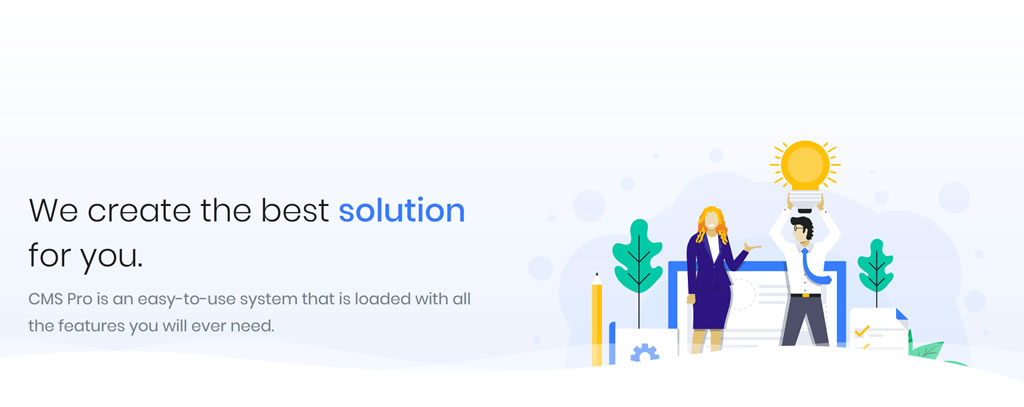 We create the best solution
for you.
CMS Pro is an easy-to-use system that is loaded with all
the features you will ever need.